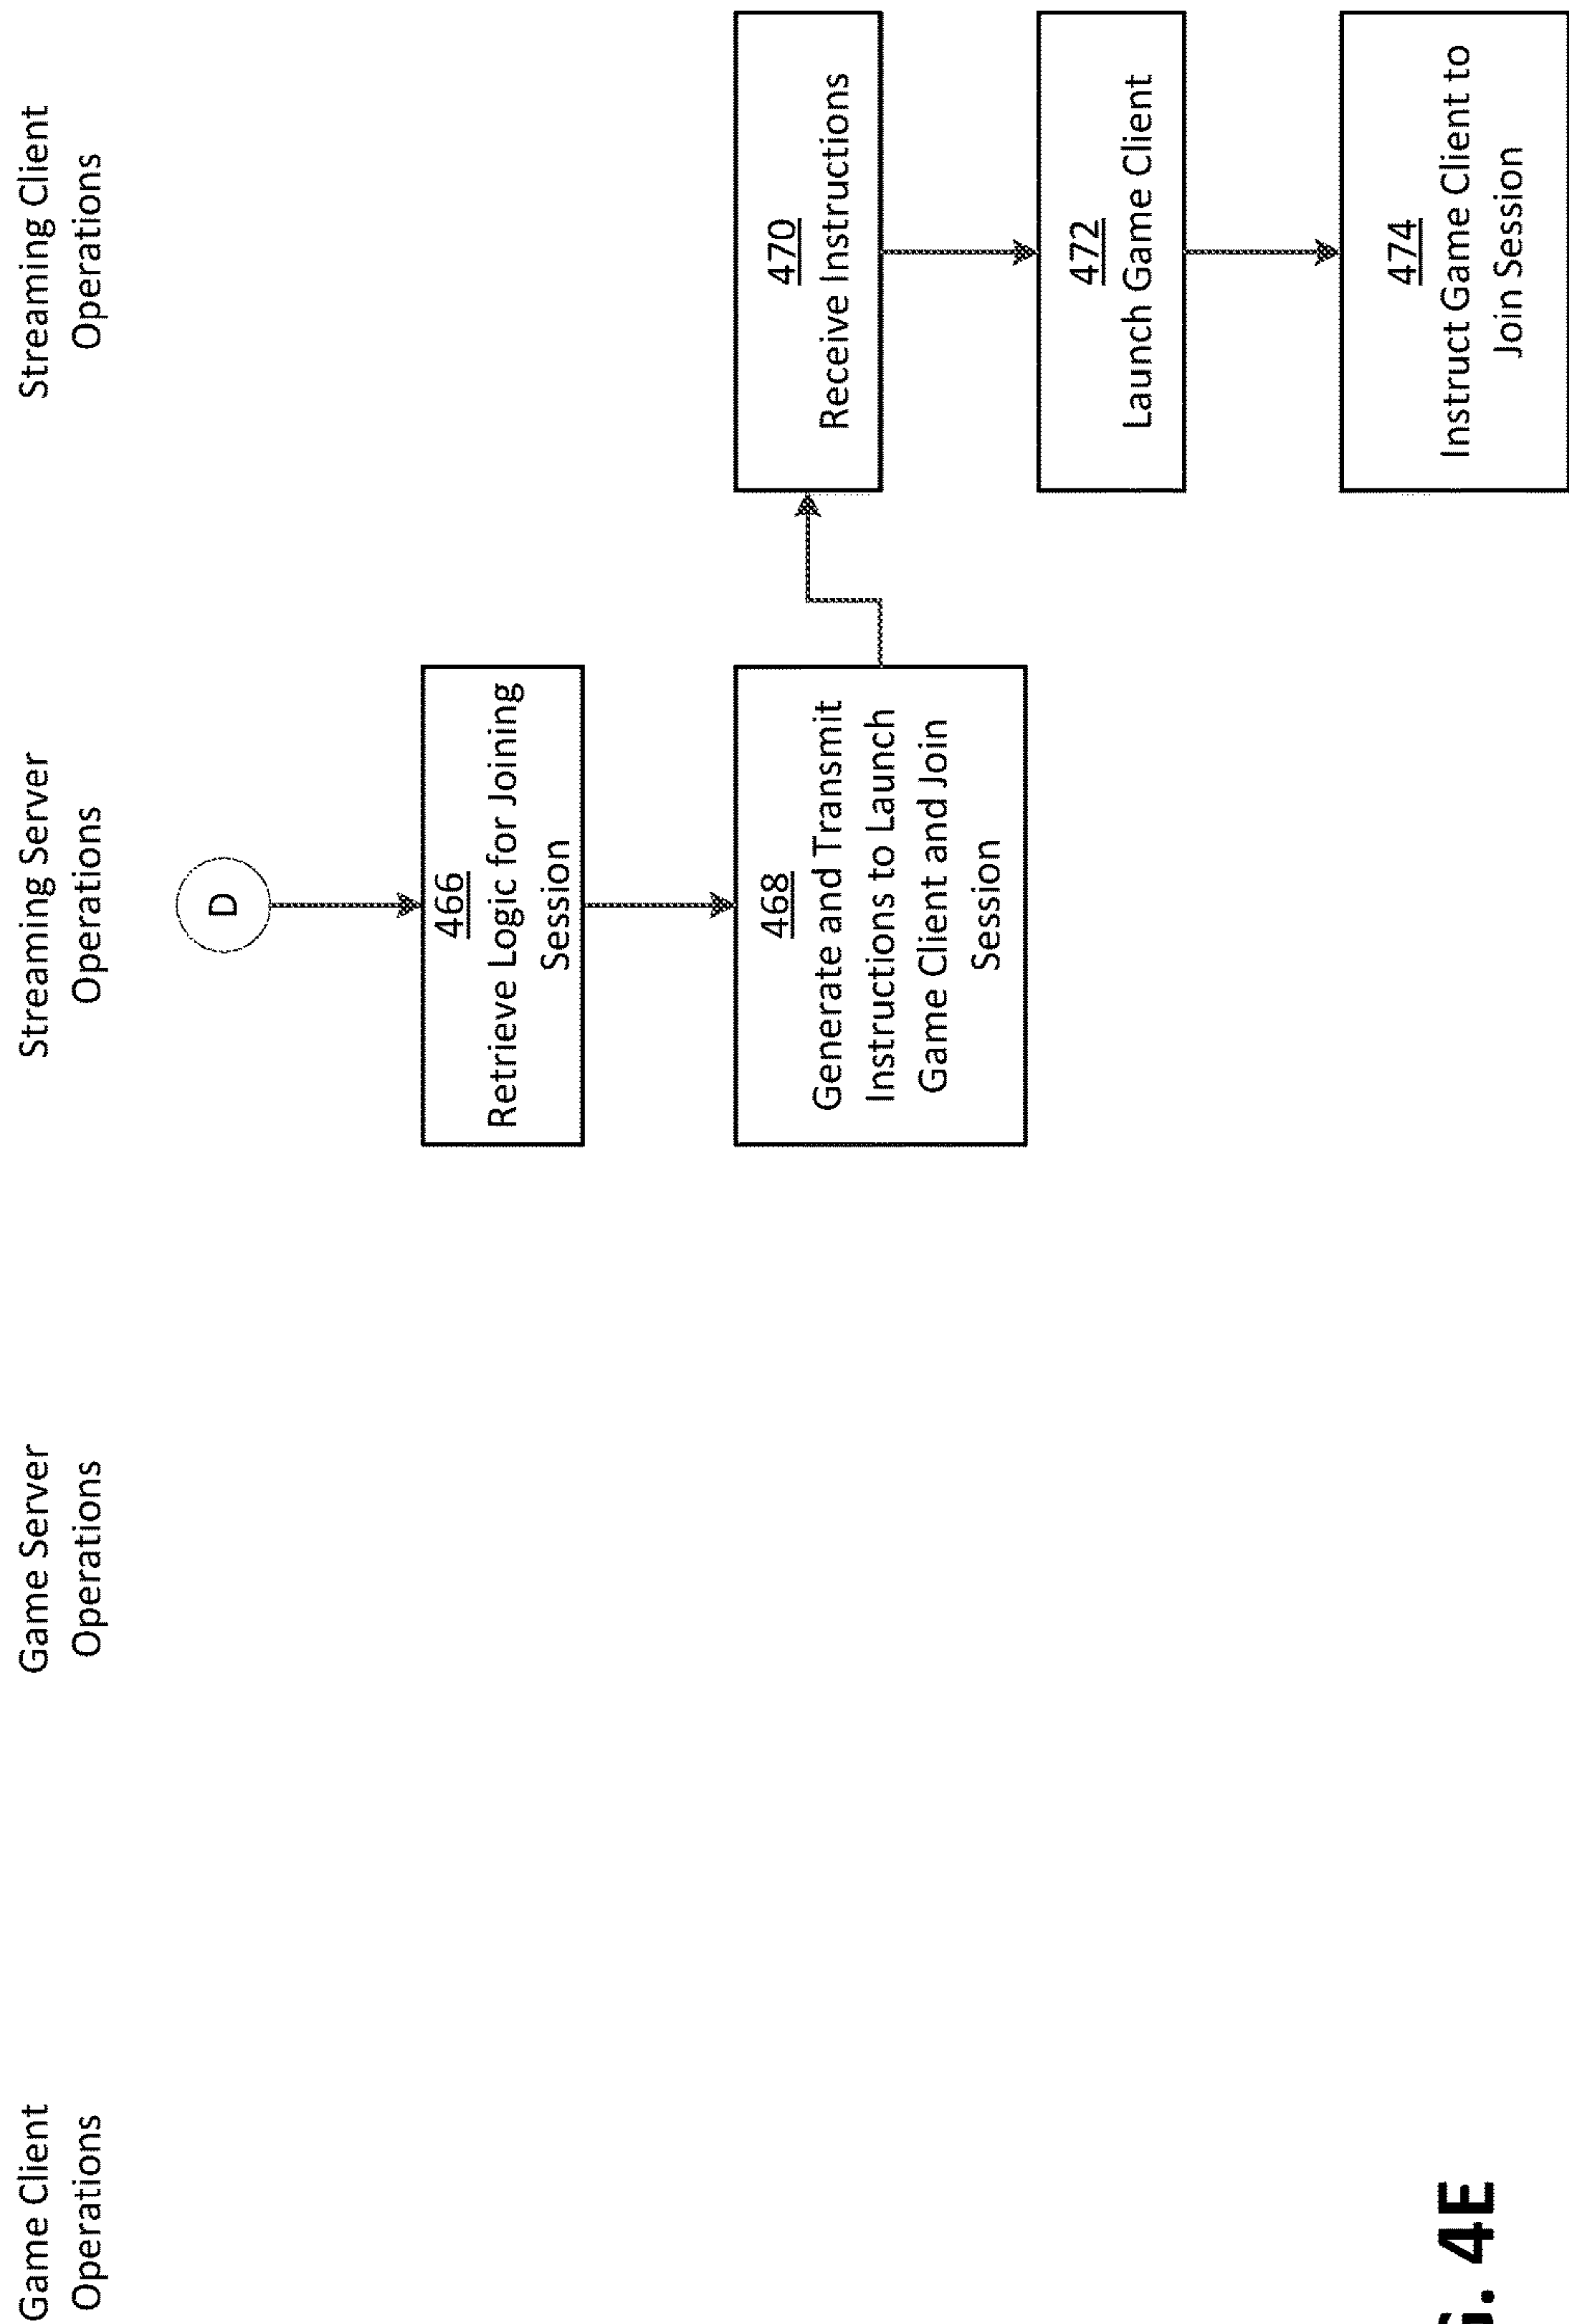 Game Client
Operations
Game Server
Operations
Streaming Server
Operations
Streaming Client
Operations
D
466
Retrieve Logic for Joining
Session
468
Generate and Transmit
Instructions to Launch
Game Client and Join
Session
470
Receive Instructions
472
Launch Game Client
474
Instruct Game Client to
Join Session
G. 4E